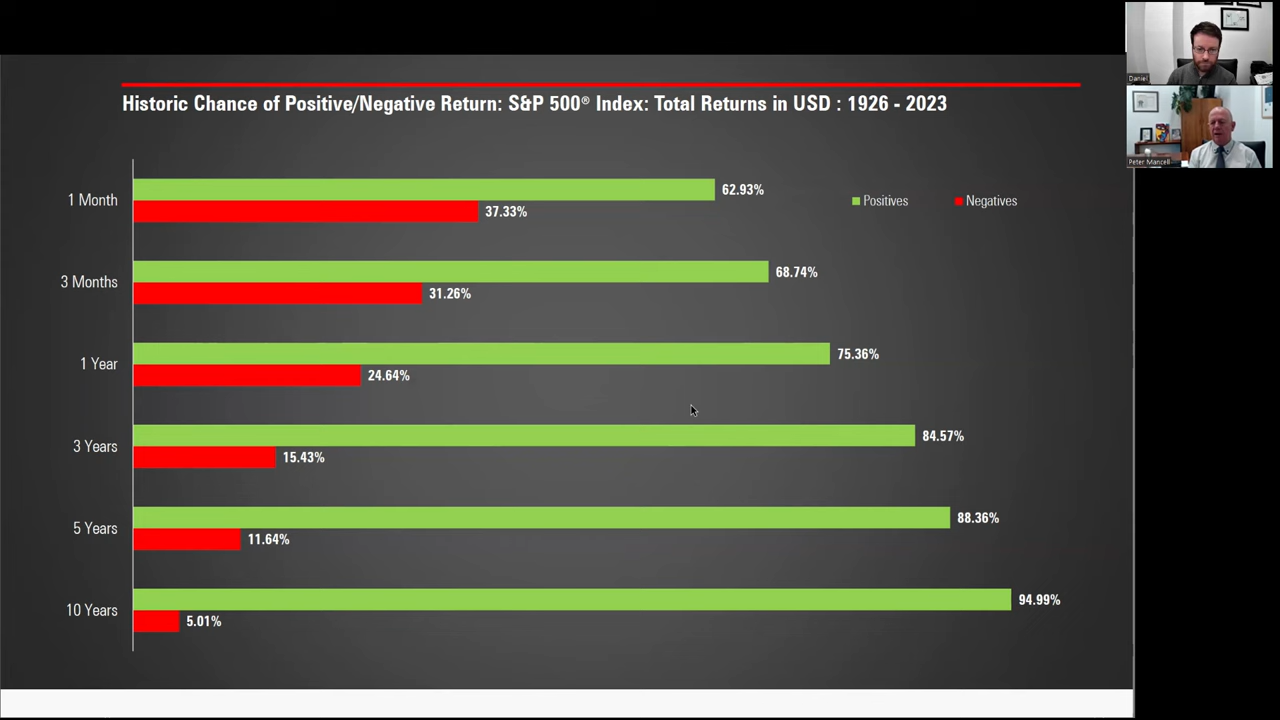 Historic Chance of Positive/Negative Return: S&P 500® Index: Total Returns in USD : 1926 - 2023
1 Month
62.93%
37.33%
Positives
Negatives
3 Months
68.74%
31.26%
1 Year
75.36%
24.64%
3 Years
84.57%
15.43%
5 Years
88.36%
11.64%
10 Years
94.99%
5.01%
Daniel
Peter Mancell